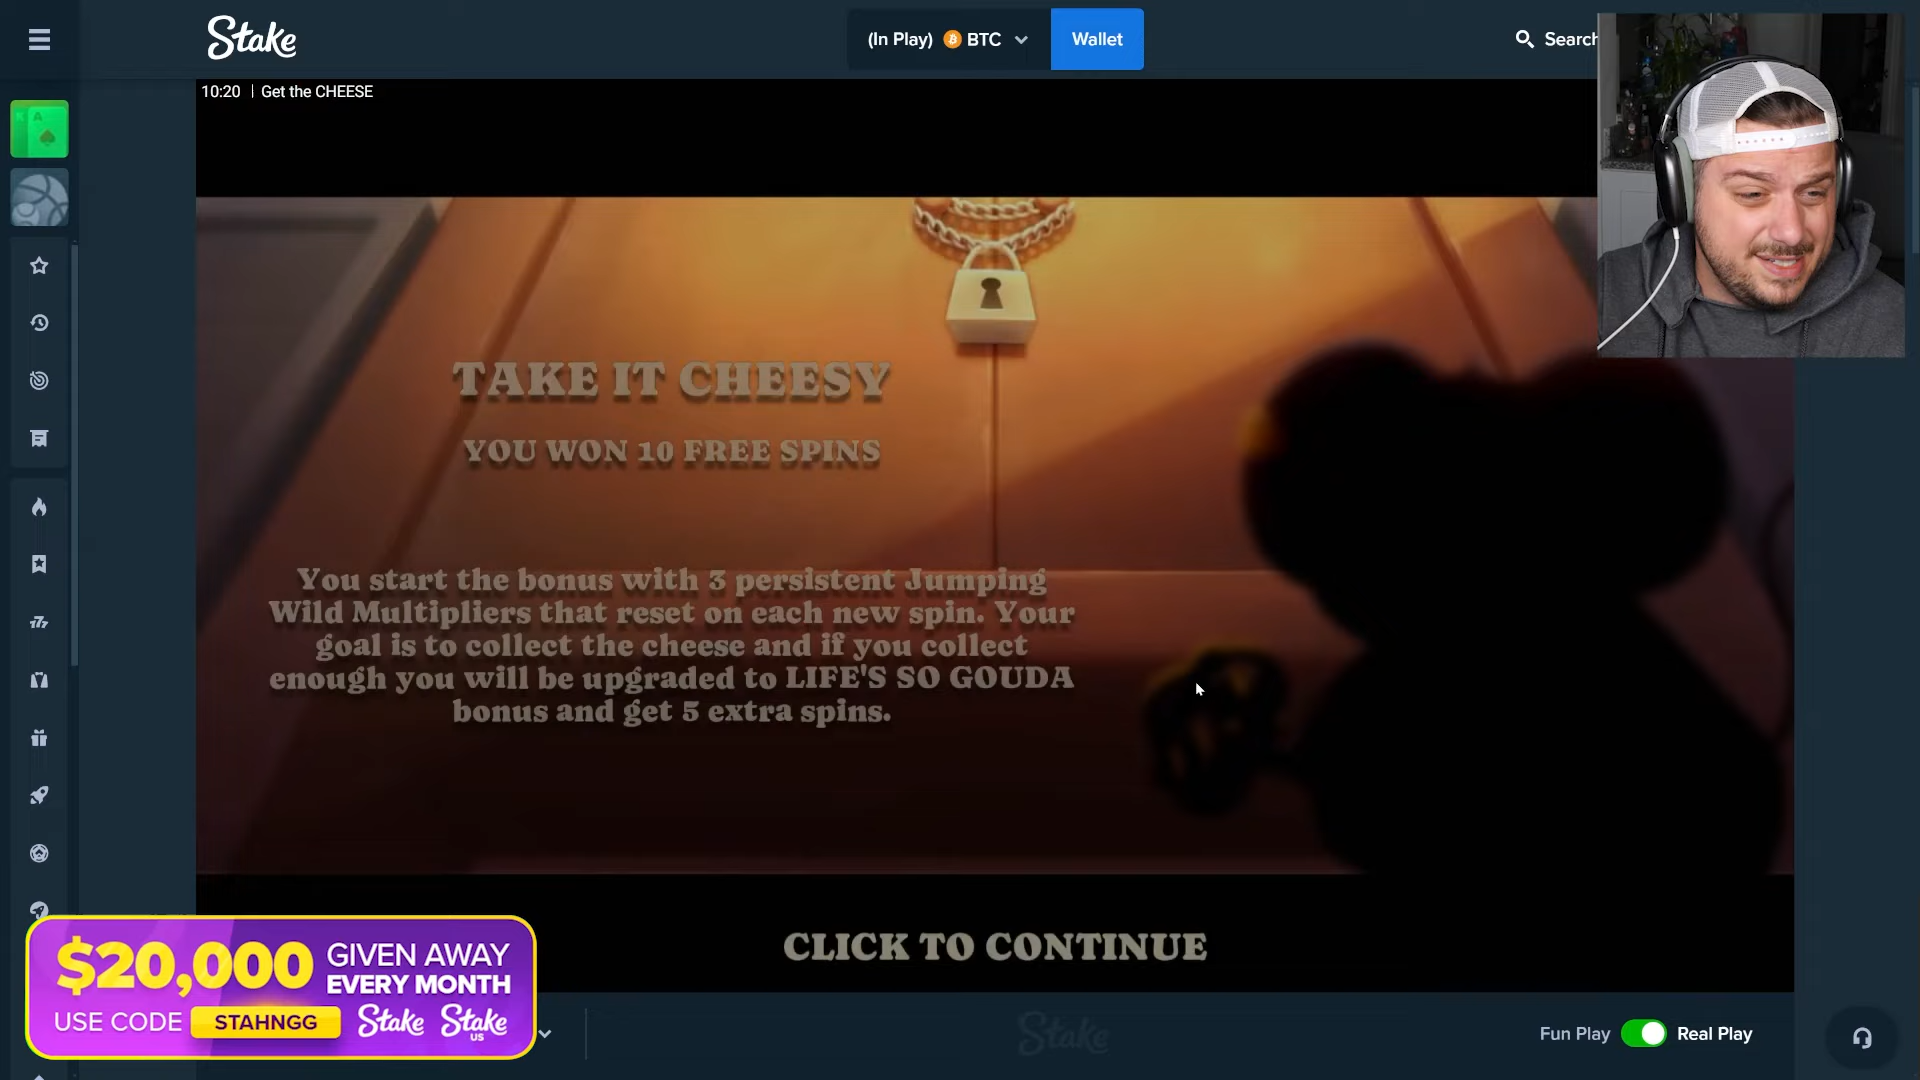 Stake
(In Play) BTC
Wallet
Search
10:20 | Get the CHEESE
K A
TAKE IT CHEESY
YOU WON 10 FREE SPINS
You start the bonus with 3 persistent Jumping
Wild Multipliers that reset on each new spin. Your
goal is to collect the cheese and if you collect
enough you will be upgraded to LIFE'S SO GOUDA
bonus and get 5 extra spins.
CLICK TO CONTINUE
$20,000 GIVEN AWAY
EVERY MONTH
USE CODE STAHNGG Stake Stake
US
Stake
Fun Play Real Play